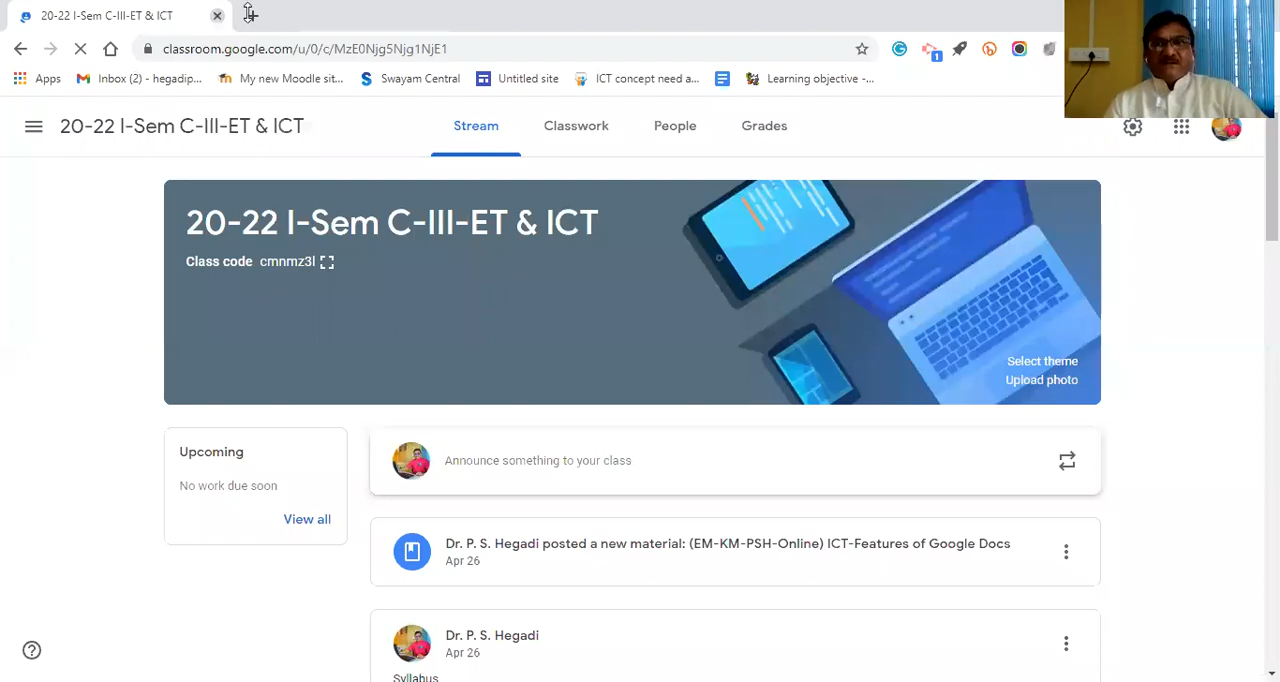 20-22 I-Sem C-III-ET & ICT
classroom.google.com/u/0/c/MzE0Njg5Njg1NjE1
1
Apps
Inbox (2) - hegadip...
My new Moodle sit...
Swayam Central
Untitled site
ICT concept need a...
Learning objective -...
20-22 I-Sem C-III-ET & ICT
Stream
Classwork
People
Grades
20-22 I-Sem C-III-ET & ICT
Class code cmnmz3l
Select theme
Upload photo
Upcoming
No work due soon
View all
Announce something to your class
Dr. P. S. Hegadi posted a new material: (EM-KM-PSH-Online) ICT-Features of Google Docs
Apr 26
Dr. P. S. Hegadi
Apr 26
Syllabus